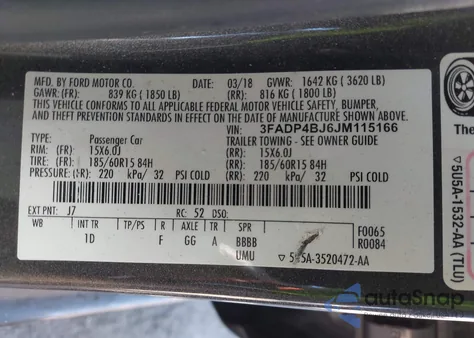 MFD. BY FORD MOTOR CO.
DATE: 03/18 GVWR: 1642 KG ( 3620 LB)
GAWR: (FR): 839 KG ( 1850 LB) (RR): 816 KG ( 1800 LB)
THIS VEHICLE CONFORMS TO ALL APPLICABLE FEDERAL MOTOR VEHICLE SAFETY, BUMPER, AND
THEFT PREVENTION STANDARDS IN EFFECT ON THE DATE OF MANUFACTURE SHOWN ABOVE.
VIN: 3FADP4BJ6JM115166
TYPE: Passenger Car TRAILER TOWING - SEE OWNER GUIDE
RIM: (FR) 15X6.0J (RR): 15X6.0J
TIRE: (FR) 185/60R15 84H (RR): 185/60R15 84H
PRESSURE: (FR) 220 kPa/ 32 PSI COLD (RR): 220 kPa/ 32 PSI COLD
EXT PNT: J7 RC: 52 DSO:
WB INT TR TP/PS R AXLE TR SPR
1D F GG A BBBB
UMU
F0065
R0084
5U5A-3520472-AA
The
5U5A-1532-AA (TLU)
autoSnap